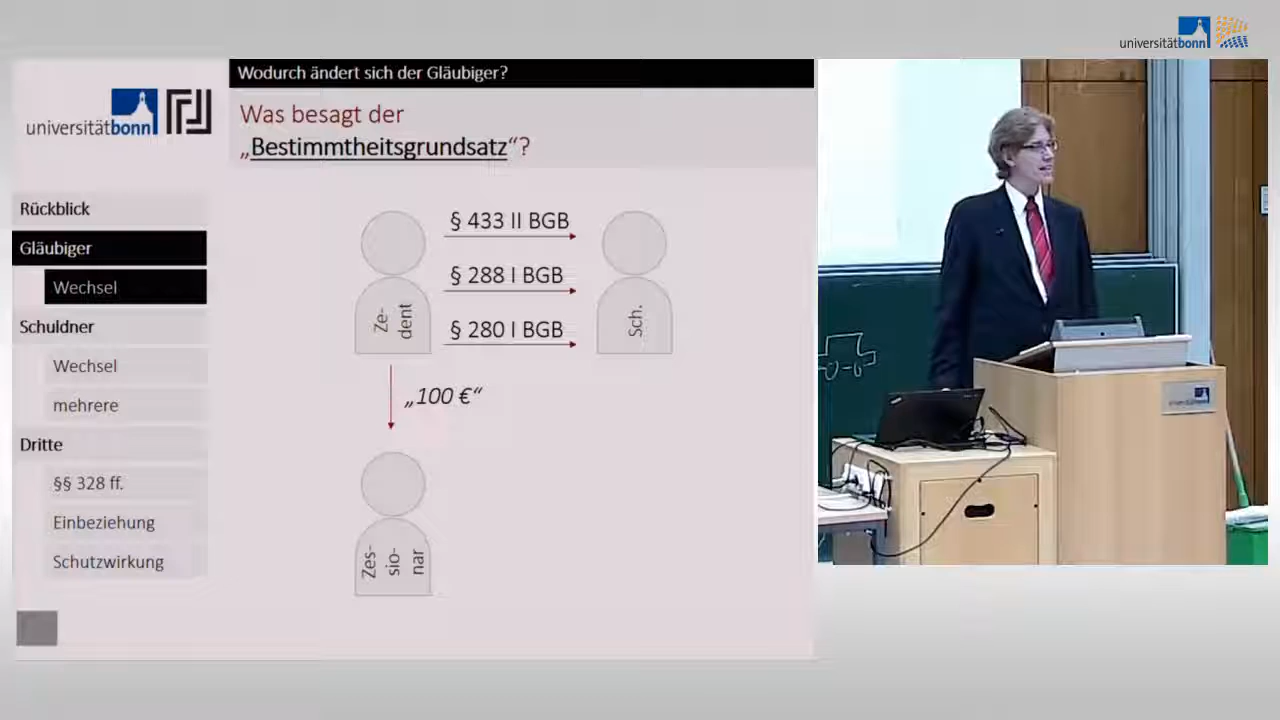 universitätbonn
Wodurch ändert sich der Gläubiger?
universitätbonn
Was besagt der
„Bestimmtheitsgrundsatz“?
Rückblick
Gläubiger
Wechsel
Schuldner
Wechsel
mehrere
Dritte
§§ 328 ff.
Einbeziehung
Schutzwirkung
§ 433 II BGB
§ 288 I BGB
§ 280 I BGB
Ze-
dent
Sch.
„100 €“
Zes-
sio-
nar